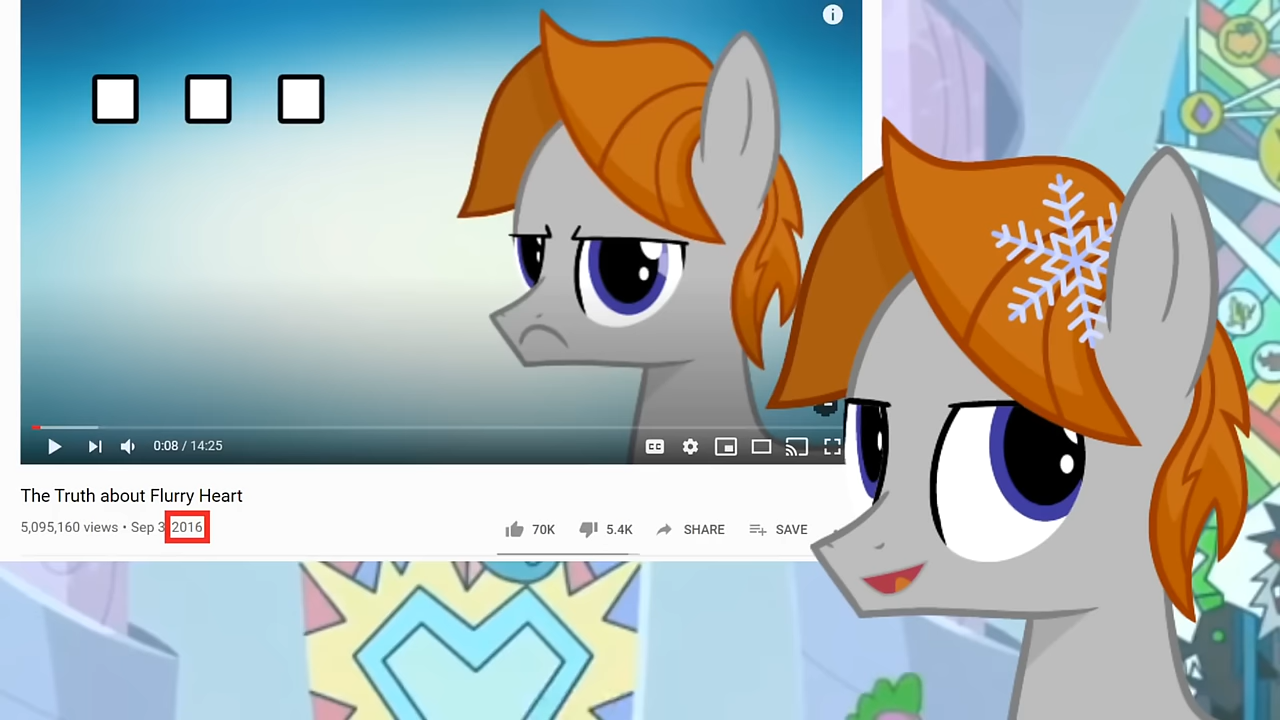 i
0:08 / 14:25
CC
The Truth about Flurry Heart
5,095,160 views • Sep 3, 2016
70K 5.4K SHARE SAVE